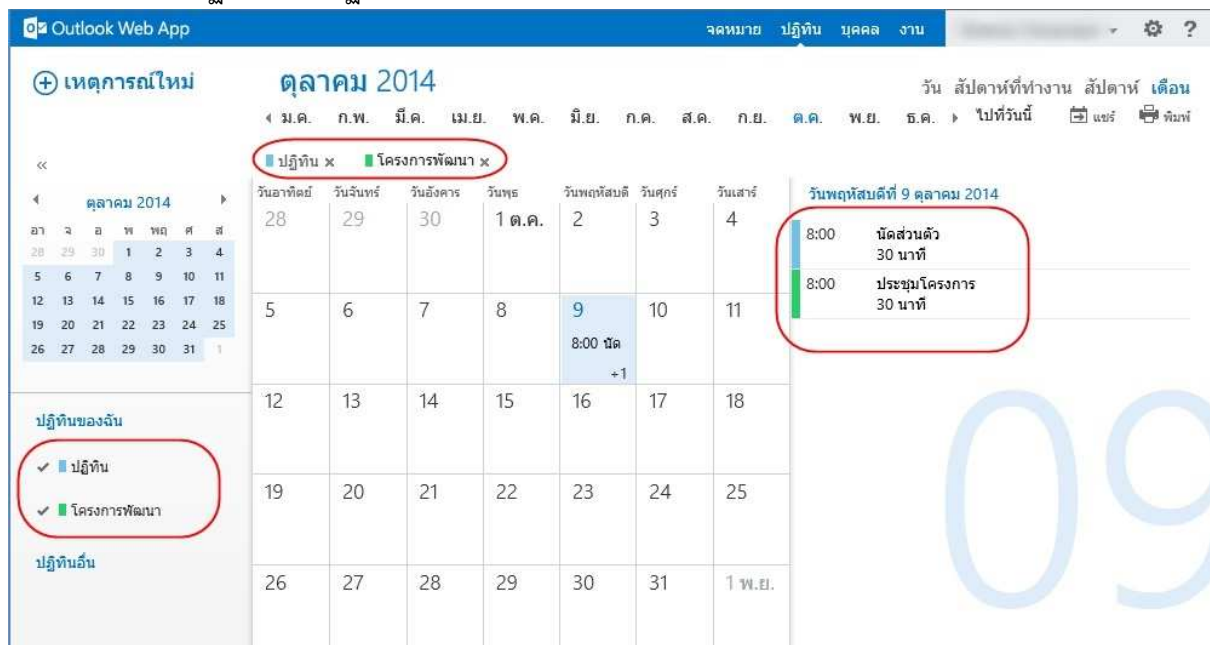 Outlook Web App จดหมาย ปฏิทิน บุคคล งาน ?
เหตุการณ์ใหม่
ตุลาคม 2014
วัน สัปดาห์ที่ทำงาน สัปดาห์ เดือน
ม.ค. ก.พ. มี.ค. เม.ย. พ.ค. มิ.ย. ก.ค. ส.ค. ก.ย. ต.ค. พ.ย. ธ.ค. ไปที่วันนี้ แชร์ พิมพ์
«
ปฏิทิน × โครงการพัฒนา ×
ตุลาคม 2014
อา จ อ พ พฤ ศ ส
28 29 30 1 2 3 4
5 6 7 8 9 10 11
12 13 14 15 16 17 18
19 20 21 22 23 24 25
26 27 28 29 30 31 1
ปฏิทินของฉัน
ปฏิทิน
โครงการพัฒนา
ปฏิทินอื่น
วันอาทิตย์ วันจันทร์ วันอังคาร วันพุธ วันพฤหัสบดี วันศุกร์ วันเสาร์
28 29 30 1 ต.ค. 2 3 4
5 6 7 8 9 10 11
8:00 นัด
+1
12 13 14 15 16 17 18
19 20 21 22 23 24 25
26 27 28 29 30 31 1 พ.ย.
วันพฤหัสบดีที่ 9 ตุลาคม 2014
8:00 นัดส่วนตัว
30 นาที
8:00 ประชุมโครงการ
30 นาที
09